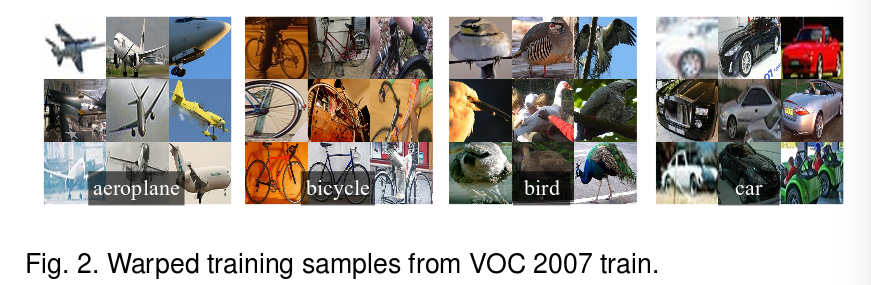 aeroplane
bicycle
bird
car
Fig. 2. Warped training samples from VOC 2007 train.